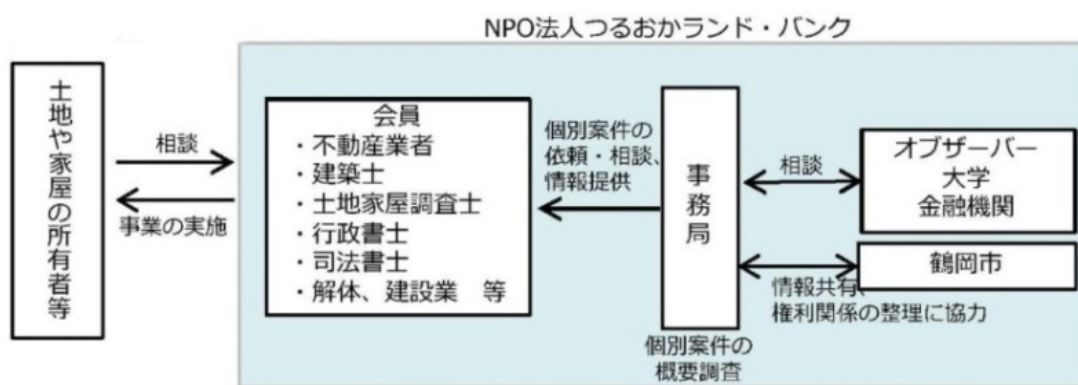 NPO法人つるおかランド・バンク
土地や家屋の所有者等
相談
事業の実施
会員
・不動産業者
・建築士
・土地家屋調査士
・行政書士
・司法書士
・解体、建設業 等
個別案件の
依頼・相談、
情報提供
事務局
個別案件の
概要調査
相談
オブザーバー
大学
金融機関
鶴岡市
情報共有、
権利関係の整理に協力